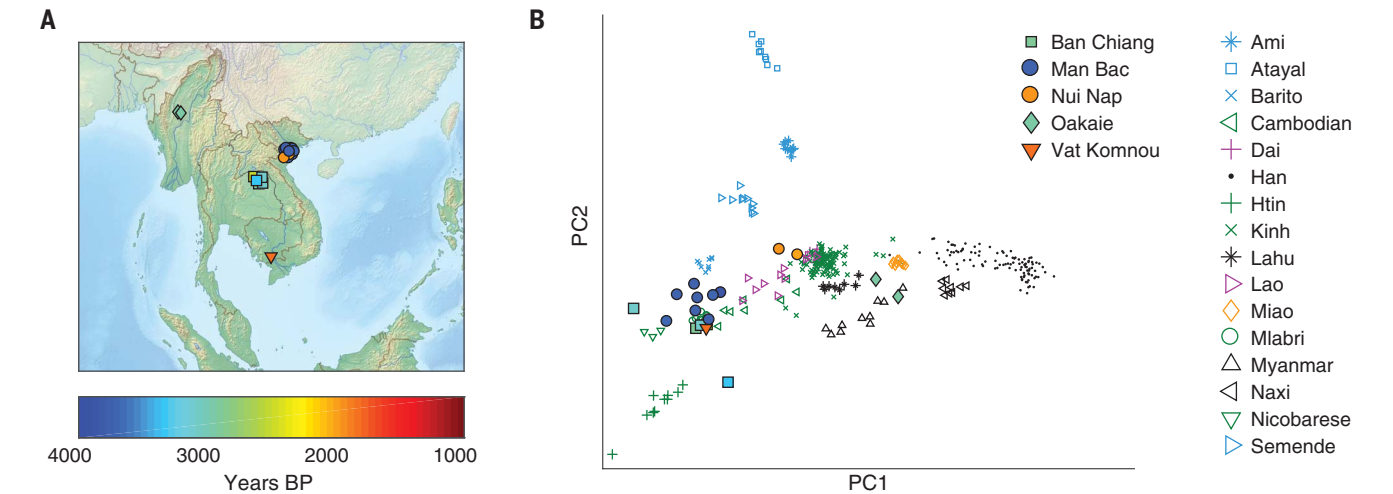 A
4000
3000
2000
1000
Years BP
B
PC2
PC1
Ban Chiang
Man Bac
Nui Nap
Oakaie
Vat Komnou
Ami
Atayal
Barito
Cambodian
Dai
Han
Htin
Kinh
Lahu
Lao
Miao
Mlabri
Myanmar
Naxi
Nicobarese
Semende